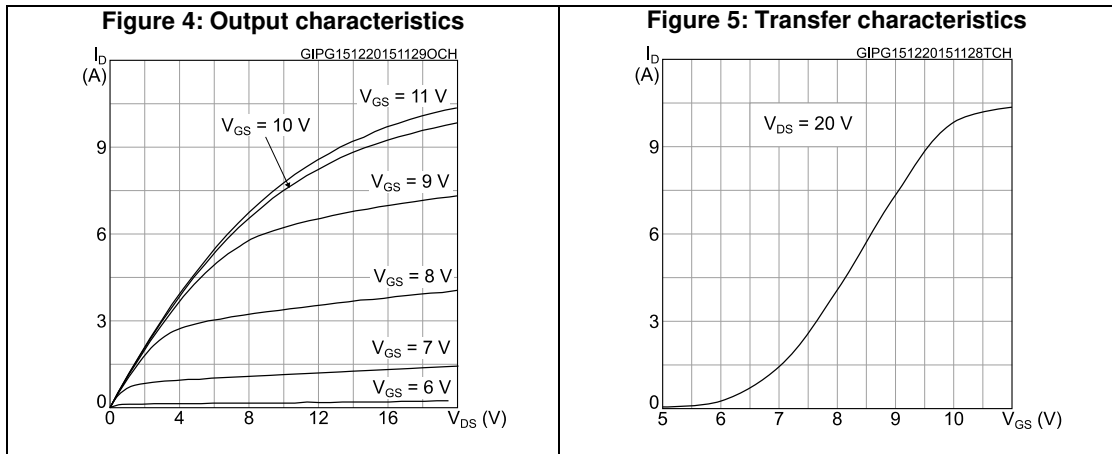 Figure 4: Output characteristics
GIPG151220151129OCH
I_D
(A)
V_GS = 11 V
V_GS = 10 V
9
V_GS = 9 V
6
V_GS = 8 V
3
V_GS = 7 V
V_GS = 6 V
0
0 4 8 12 16 V_DS (V)
Figure 5: Transfer characteristics
GIPG151220151128TCH
I_D
(A)
V_DS = 20 V
9
6
3
0
5 6 7 8 9 10 V_GS (V)